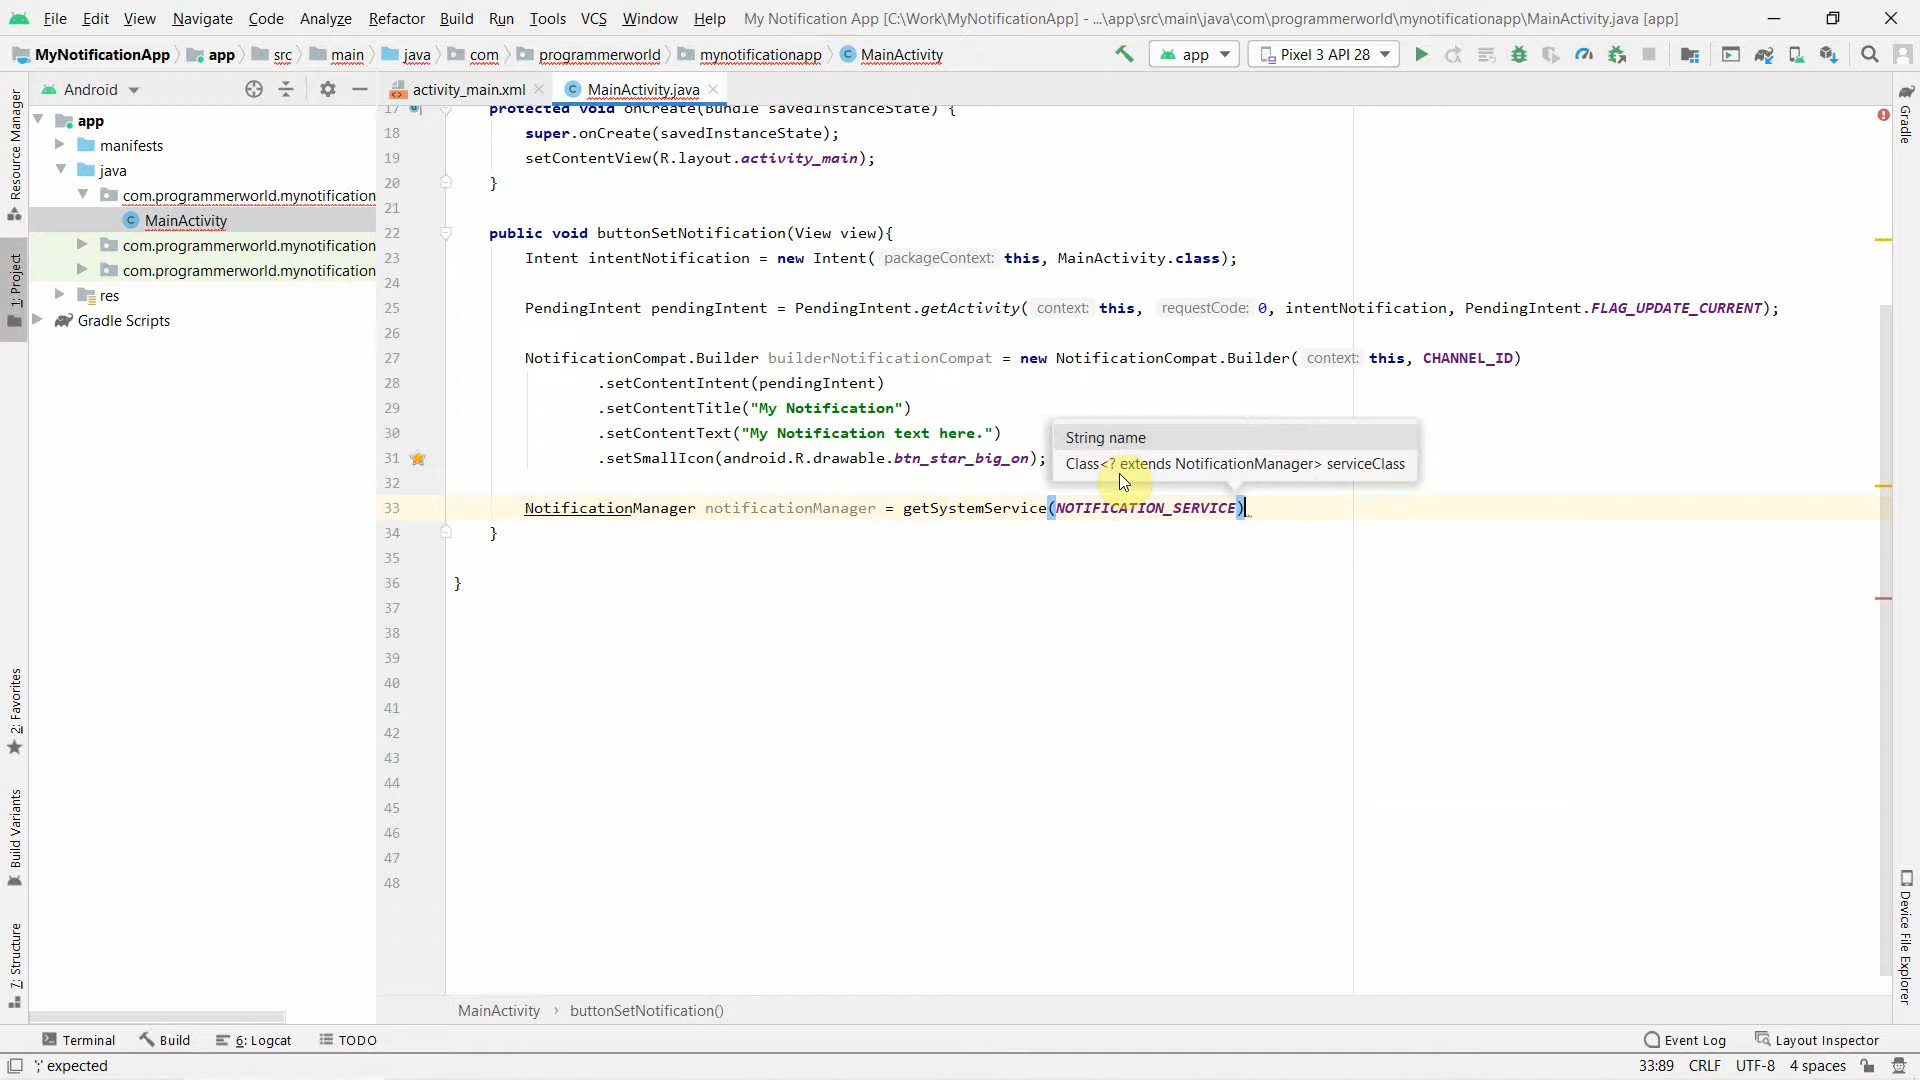 File Edit View Navigate Code Analyze Refactor Build Run Tools VCS Window Help My Notification App [C:\Work\MyNotificationApp] - ...\app\src\main\java\com\programmerworld\mynotificationapp\MainActivity.java [app]
MyNotificationApp app src main java com programmerworld mynotificationapp MainActivity app Pixel 3 API 28
Android activity_main.xml MainActivity.java
17 protected void onCreate(Bundle savedInstanceState) {
18 super.onCreate(savedInstanceState);
19 setContentView(R.layout.activity_main);
20 }
21
22 public void buttonSetNotification(View view){
23 Intent intentNotification = new Intent( packageContext: this, MainActivity.class);
24
25 PendingIntent pendingIntent = PendingIntent.getActivity( context: this, requestCode: 0, intentNotification, PendingIntent.FLAG_UPDATE_CURRENT);
26
27 NotificationCompat.Builder builderNotificationCompat = new NotificationCompat.Builder( context: this, CHANNEL_ID)
28 .setContentIntent(pendingIntent)
29 .setContentTitle("My Notification")
30 .setContentText("My Notification text here.")
31 .setSmallIcon(android.R.drawable.btn_star_big_on);
32
33 NotificationManager notificationManager = getSystemService(NOTIFICATION_SERVICE)
34 }
35
36 }
37
38
39
40
41
42
43
44
45
46
47
48
String name
Class<? extends NotificationManager> serviceClass
app
manifests
java
com.programmerworld.mynotification
MainActivity
com.programmerworld.mynotification
com.programmerworld.mynotification
res
Gradle Scripts
Resource Manager
1: Project
2: Favorites
Build Variants
7: Structure
Gradle
Device File Explorer
MainActivity › buttonSetNotification()
Terminal Build 6: Logcat TODO Event Log Layout Inspector
';' expected 33:89 CRLF UTF-8 4 spaces